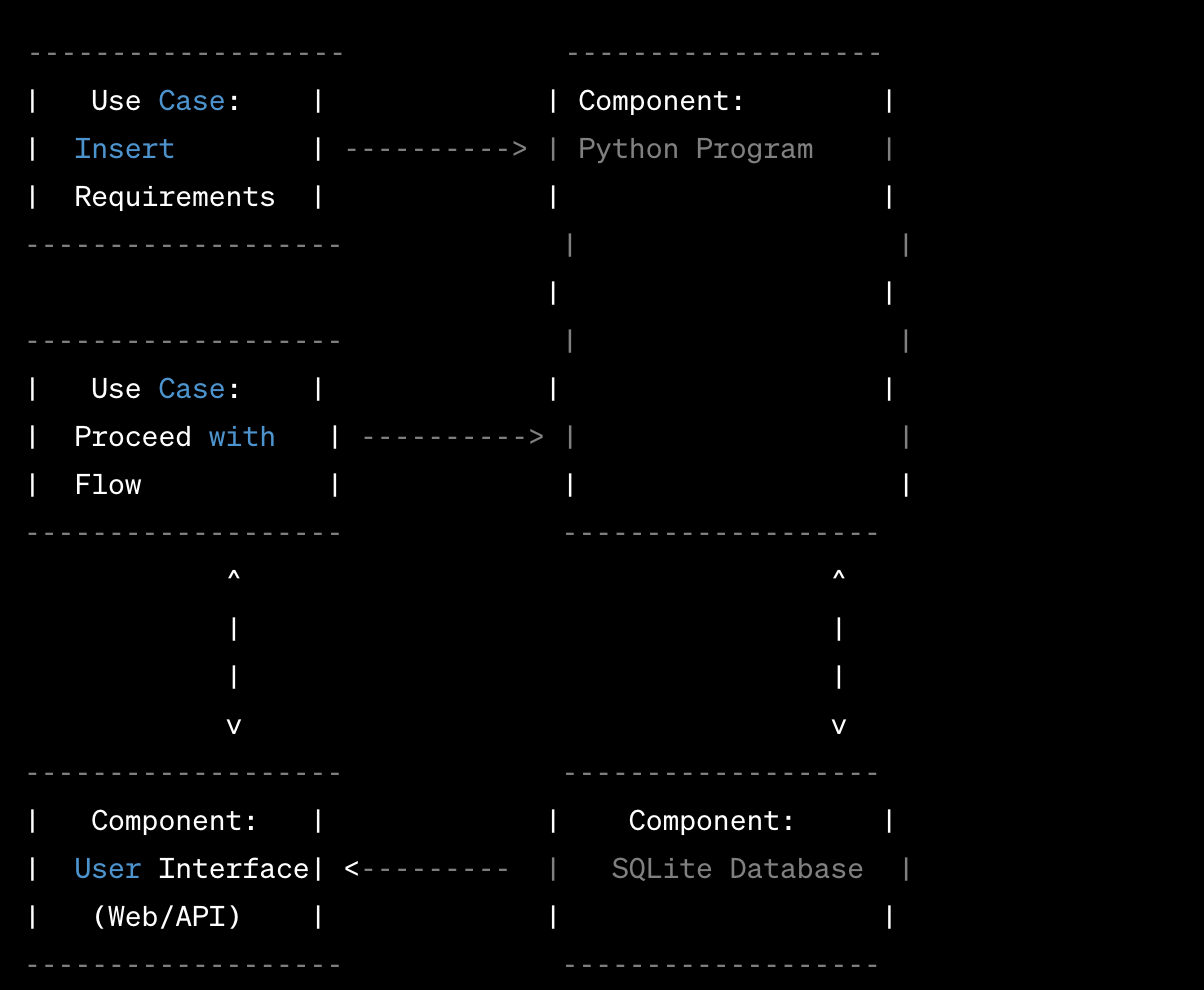 -------------------             -------------------
|   Use Case:    |             | Component:        |
|  Insert        | ----------> | Python Program    |
|  Requirements  |             |                   |
-------------------             |                   |
                               |                   |
-------------------             |                   |
|   Use Case:    |             |                   |
|  Proceed with   | ----------> |                   |
|  Flow           |             |                   |
-------------------             -------------------
            ^                                   ^
            |                                   |
            |                                   |
            v                                   v
-------------------             -------------------
|   Component:   |             |    Component:     |
|  User Interface| <---------  |   SQLite Database  |
|   (Web/API)    |             |                   |
-------------------             -------------------